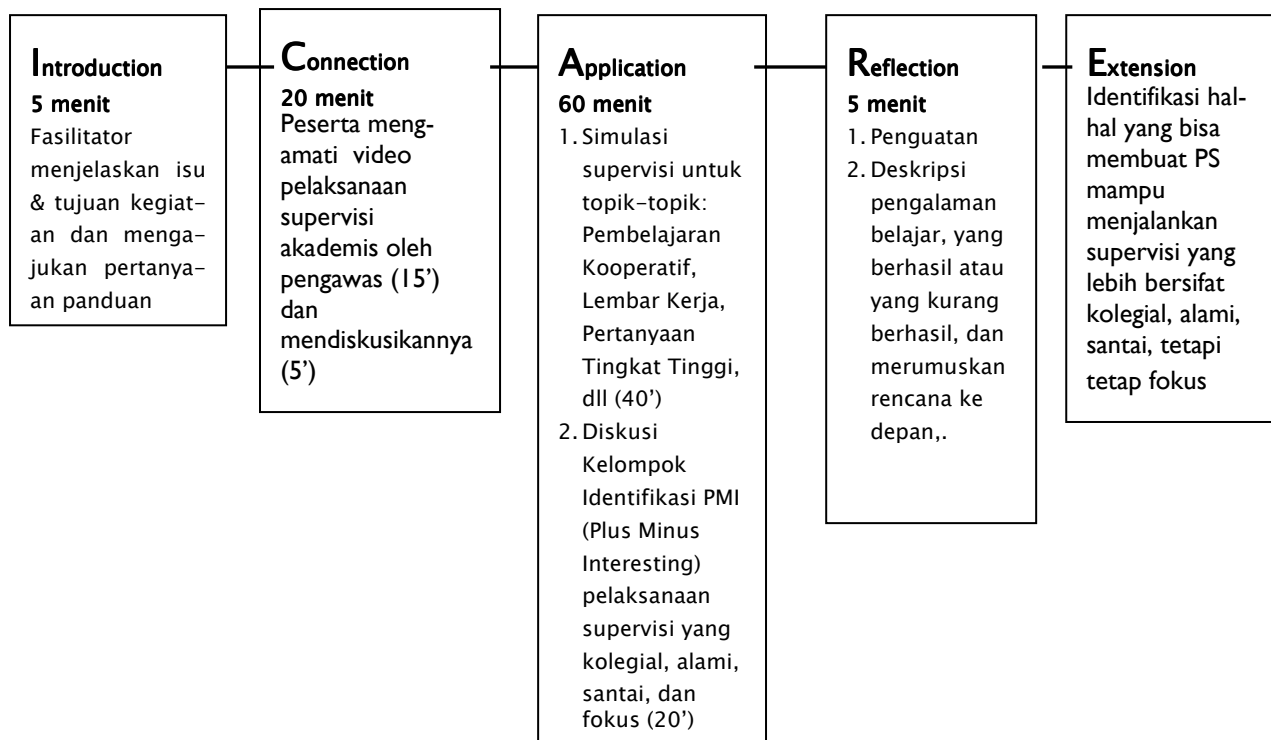 Introduction
5 menit
Fasilitator
menjelaskan isu
& tujuan kegiat-
an dan menga-
jukan pertanya-
an panduan
Connection
20 menit
Peserta meng-
amati video
pelaksanaan
supervisi
akademis oleh
pengawas (15’)
dan
mendiskusikannya
(5’)
Application
60 menit
1. Simulasi
supervisi untuk
topik-topik:
Pembelajaran
Kooperatif,
Lembar Kerja,
Pertanyaan
Tingkat Tinggi,
dll (40’)
2. Diskusi
Kelompok
Identifikasi PMI
(Plus Minus
Interesting)
pelaksanaan
supervisi yang
kolegial, alami,
santai, dan
fokus (20’)
Reflection
5 menit
1. Penguatan
2. Deskripsi
pengalaman
belajar, yang
berhasil atau
yang kurang
berhasil, dan
merumuskan
rencana ke
depan,.
Extension
Identifikasi hal-
hal yang bisa
membuat PS
mampu
menjalankan
supervisi yang
lebih bersifat
kolegial, alami,
santai, tetapi
tetap fokus